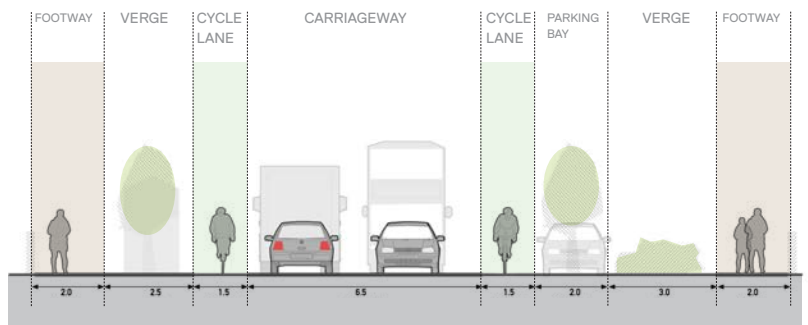 FOOTWAY
VERGE
CYCLE
LANE
CARRIAGEWAY
CYCLE
LANE
PARKING
BAY
VERGE
FOOTWAY
2.0
2.5
1.5
6.5
1.5
2.0
3.0
2.0